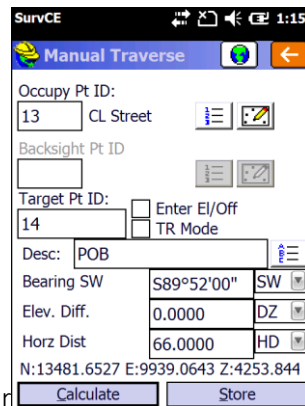 SurvCE 1:15
Manual Traverse
Occupy Pt ID:
13 CL Street
Backsight Pt ID
Target Pt ID:
14
Enter El/Off
TR Mode
Desc: POB
Bearing SW S89°52'00" SW
Elev. Diff. 0.0000 DZ
Horz Dist 66.0000 HD
N:13481.6527 E:9939.0643 Z:4253.844
r Calculate Store